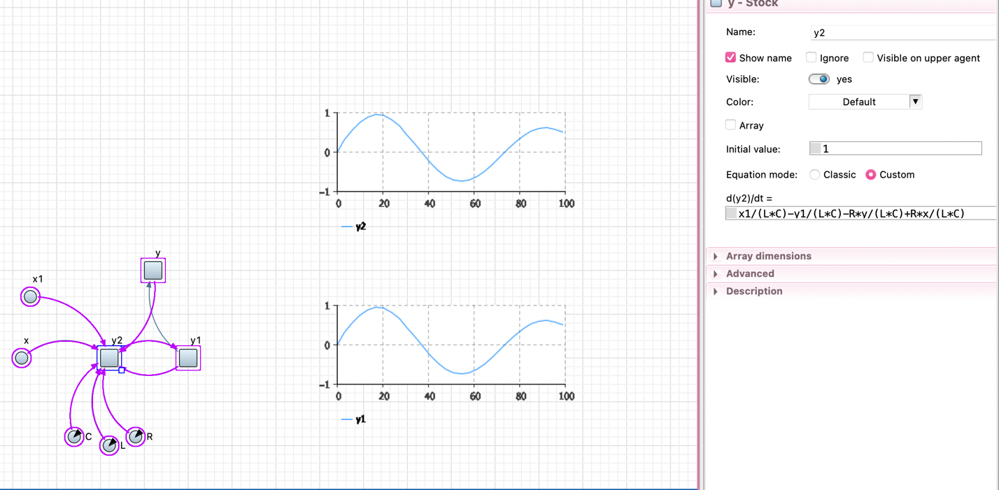 y - Stock
Name: y2
Show name Ignore Visible on upper agent
Visible: yes
Color: Default
Array
Initial value: 1
Equation mode: Classic Custom
d(y2)/dt =
x1/(L*C)-y1/(L*C)-R*y/(L*C)+R*x/(L*C)
Array dimensions
Advanced
Description
1
0
-1
0 20 40 60 80 100
y2
1
0
-1
0 20 40 60 80 100
y1
y
x1
x
y2
y1
C
L
R